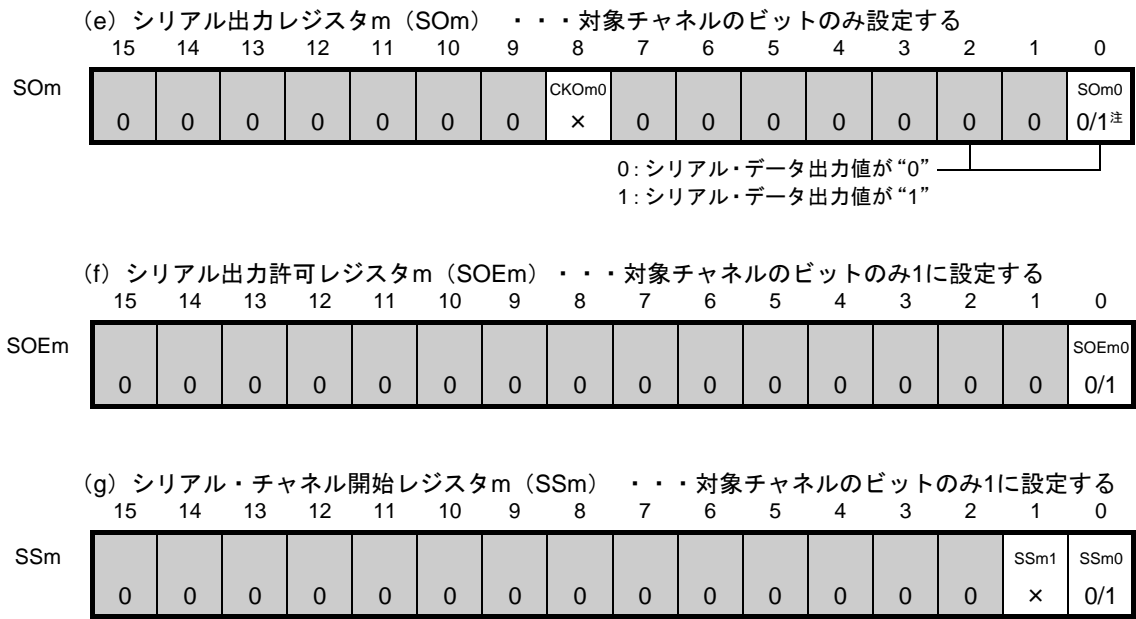 (e) シリアル出力レジスタm（SOm） ・・・対象チャネルのビットのみ設定する
15 14 13 12 11 10 9 8 7 6 5 4 3 2 1 0
SOm
CKOm0 SOm0
0 0 0 0 0 0 0 × 0 0 0 0 0 0 0 0/1注
0：シリアル・データ出力値が“0”
1：シリアル・データ出力値が“1”
(f) シリアル出力許可レジスタm（SOEm）・・・対象チャネルのビットのみ1に設定する
15 14 13 12 11 10 9 8 7 6 5 4 3 2 1 0
SOEm
SOEm0
0 0 0 0 0 0 0 0 0 0 0 0 0 0 0 0/1
(g) シリアル・チャネル開始レジスタm（SSm） ・・・対象チャネルのビットのみ1に設定する
15 14 13 12 11 10 9 8 7 6 5 4 3 2 1 0
SSm
SSm1 SSm0
0 0 0 0 0 0 0 0 0 0 0 0 0 0 × 0/1